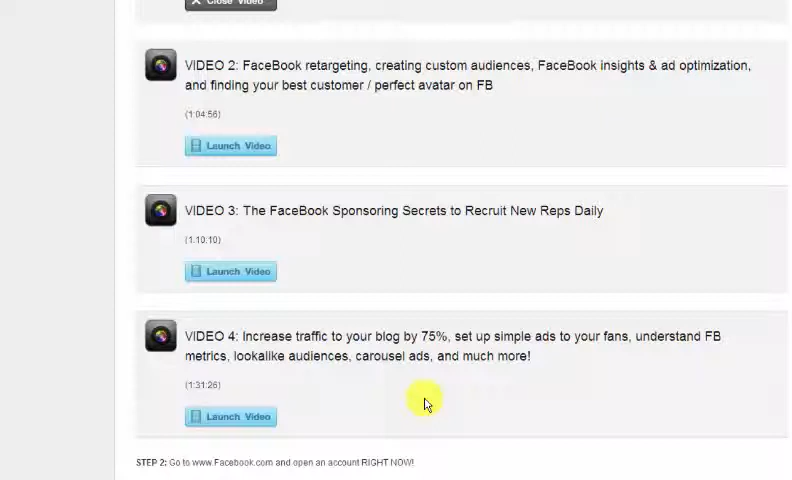 Close Video
VIDEO 2: FaceBook retargeting, creating custom audiences, FaceBook insights & ad optimization,
and finding your best customer / perfect avatar on FB
(1:04:56)
Launch Video
VIDEO 3: The FaceBook Sponsoring Secrets to Recruit New Reps Daily
(1.10.10)
Launch Video
VIDEO 4: Increase traffic to your blog by 75%, set up simple ads to your fans, understand FB
metrics, lookalike audiences, carousel ads, and much more!
(1:31:26)
Launch Video
STEP 2: Go to www.Facebook.com and open an account RIGHT NOW!